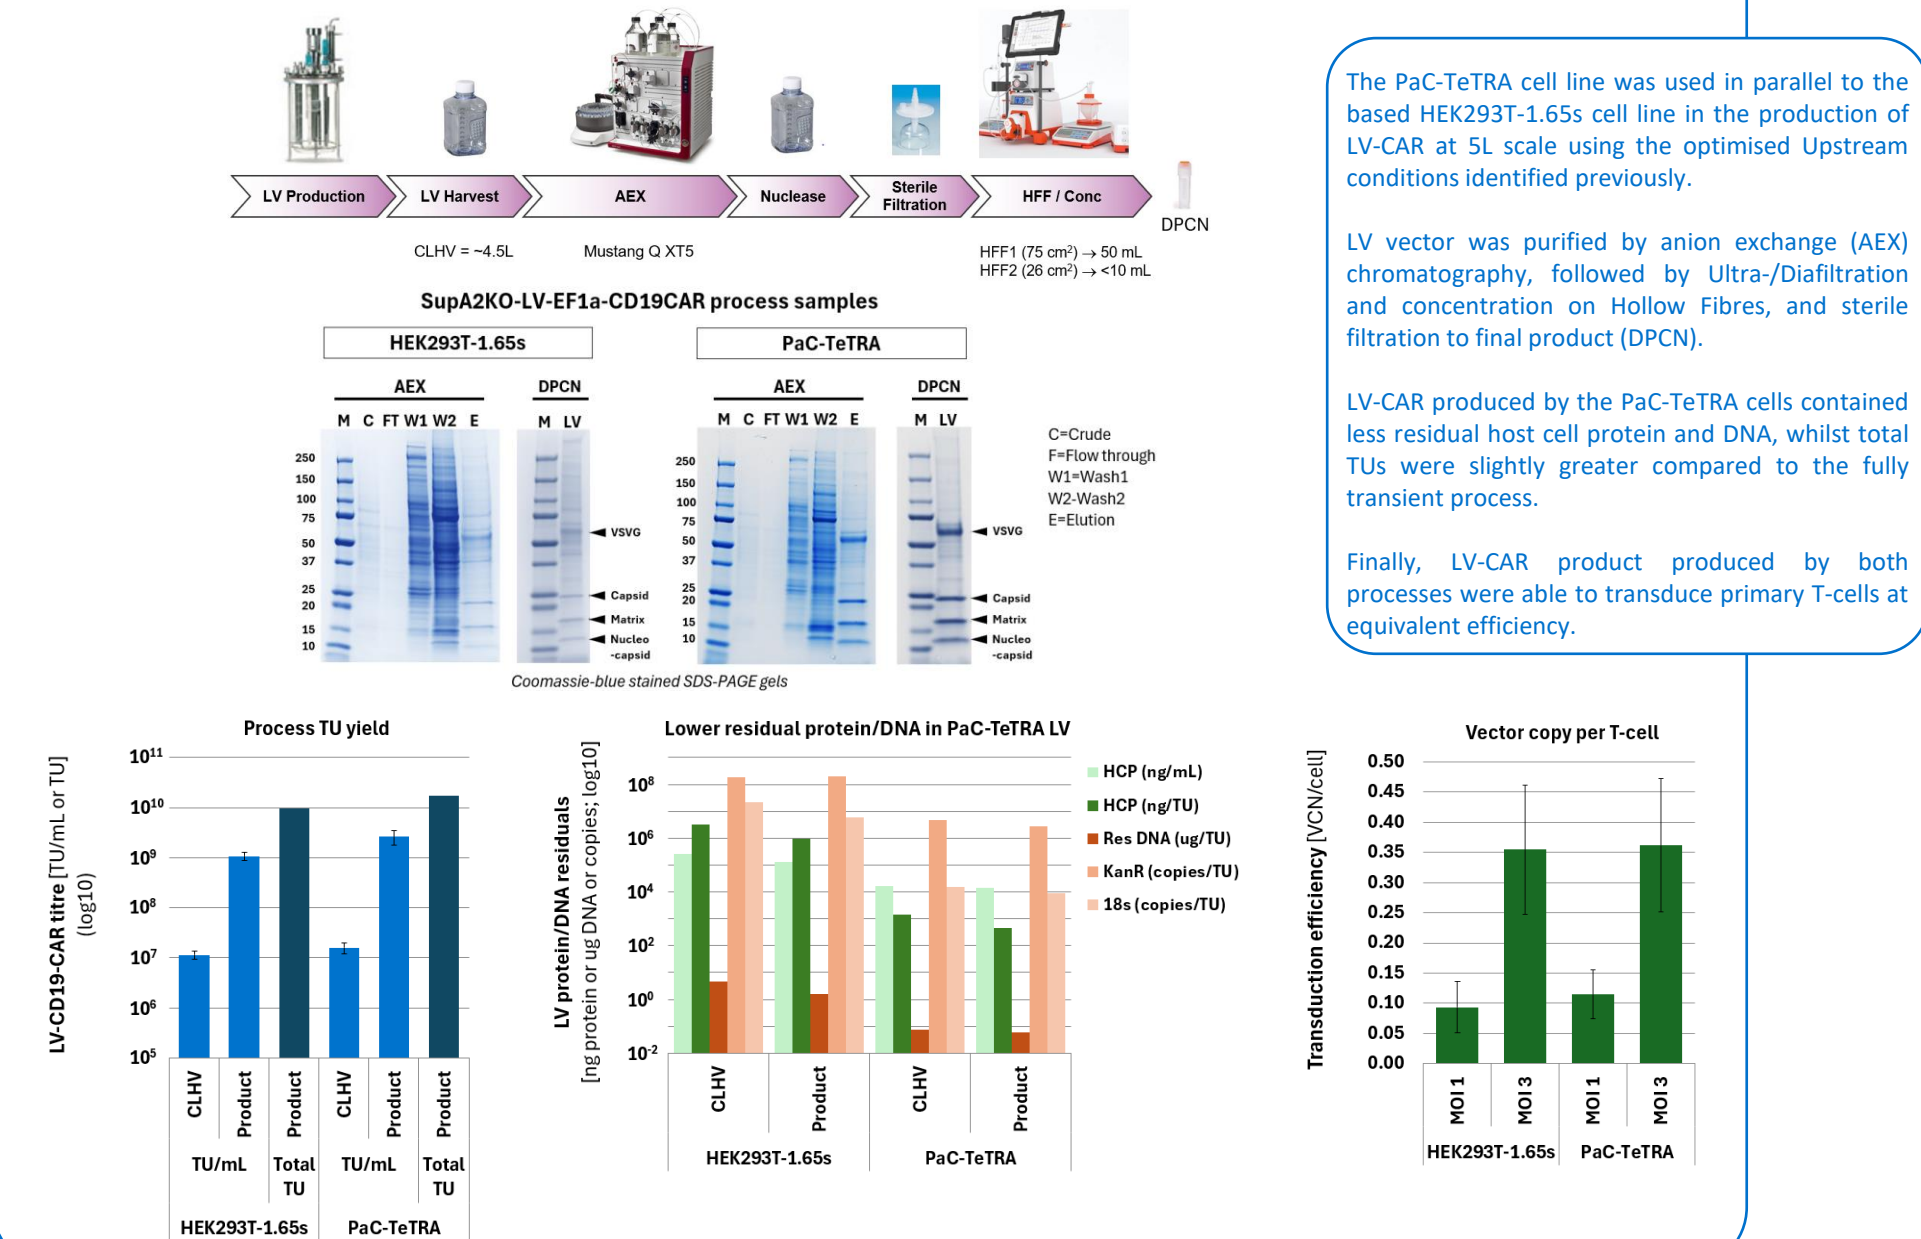 LV Production
LV Harvest
AEX
Nuclease
Sterile
Filtration
HFF / Conc
DPCN
CLHV = ~4.5L
Mustang Q XT5
HFF1 (75 cm²) → 50 mL
HFF2 (26 cm²) → <10 mL
The PaC-TeTRA cell line was used in parallel to the
based HEK293T-1.65s cell line in the production of
LV-CAR at 5L scale using the optimised Upstream
conditions identified previously.
LV vector was purified by anion exchange (AEX)
chromatography, followed by Ultra-/Diafiltration
and concentration on Hollow Fibres, and sterile
filtration to final product (DPCN).
LV-CAR produced by the PaC-TeTRA cells contained
less residual host cell protein and DNA, whilst total
TUs were slightly greater compared to the fully
transient process.
Finally, LV-CAR product produced by both
processes were able to transduce primary T-cells at
equivalent efficiency.
SupA2KO-LV-EF1a-CD19CAR process samples
HEK293T-1.65s
AEX
DPCN
M C FT W1 W2 E
M LV
250
150
100
75
50
37
25
20
15
10
VSVG
Capsid
Matrix
Nucleo
-capsid
PaC-TeTRA
AEX
DPCN
M C FT W1 W2 E
M LV
250
150
100
75
50
37
25
20
15
10
VSVG
Capsid
Matrix
Nucleo
-capsid
C=Crude
F=Flow through
W1=Wash1
W2-Wash2
E=Elution
Coomassie-blue stained SDS-PAGE gels
Process TU yield
LV-CD19-CAR titre [TU/mL or TU]
(log10)
10¹¹
10¹⁰
10⁹
10⁸
10⁷
10⁶
10⁵
CLHV
Product
Product
CLHV
Product
Product
TU/mL
Total
TU
TU/mL
Total
TU
HEK293T-1.65s
PaC-TeTRA
Lower residual protein/DNA in PaC-TeTRA LV
LV protein/DNA residuals
[ng protein or ug DNA or copies; log10]
10⁸
10⁶
10⁴
10²
10⁰
10⁻²
CLHV
Product
CLHV
Product
HEK293T-1.65s
PaC-TeTRA
HCP (ng/mL)
HCP (ng/TU)
Res DNA (ug/TU)
KanR (copies/TU)
18s (copies/TU)
Vector copy per T-cell
Transduction efficiency [VCN/cell]
0.50
0.45
0.40
0.35
0.30
0.25
0.20
0.15
0.10
0.05
0.00
MOI 1
MOI 3
MOI 1
MOI 3
HEK293T-1.65s
PaC-TeTRA